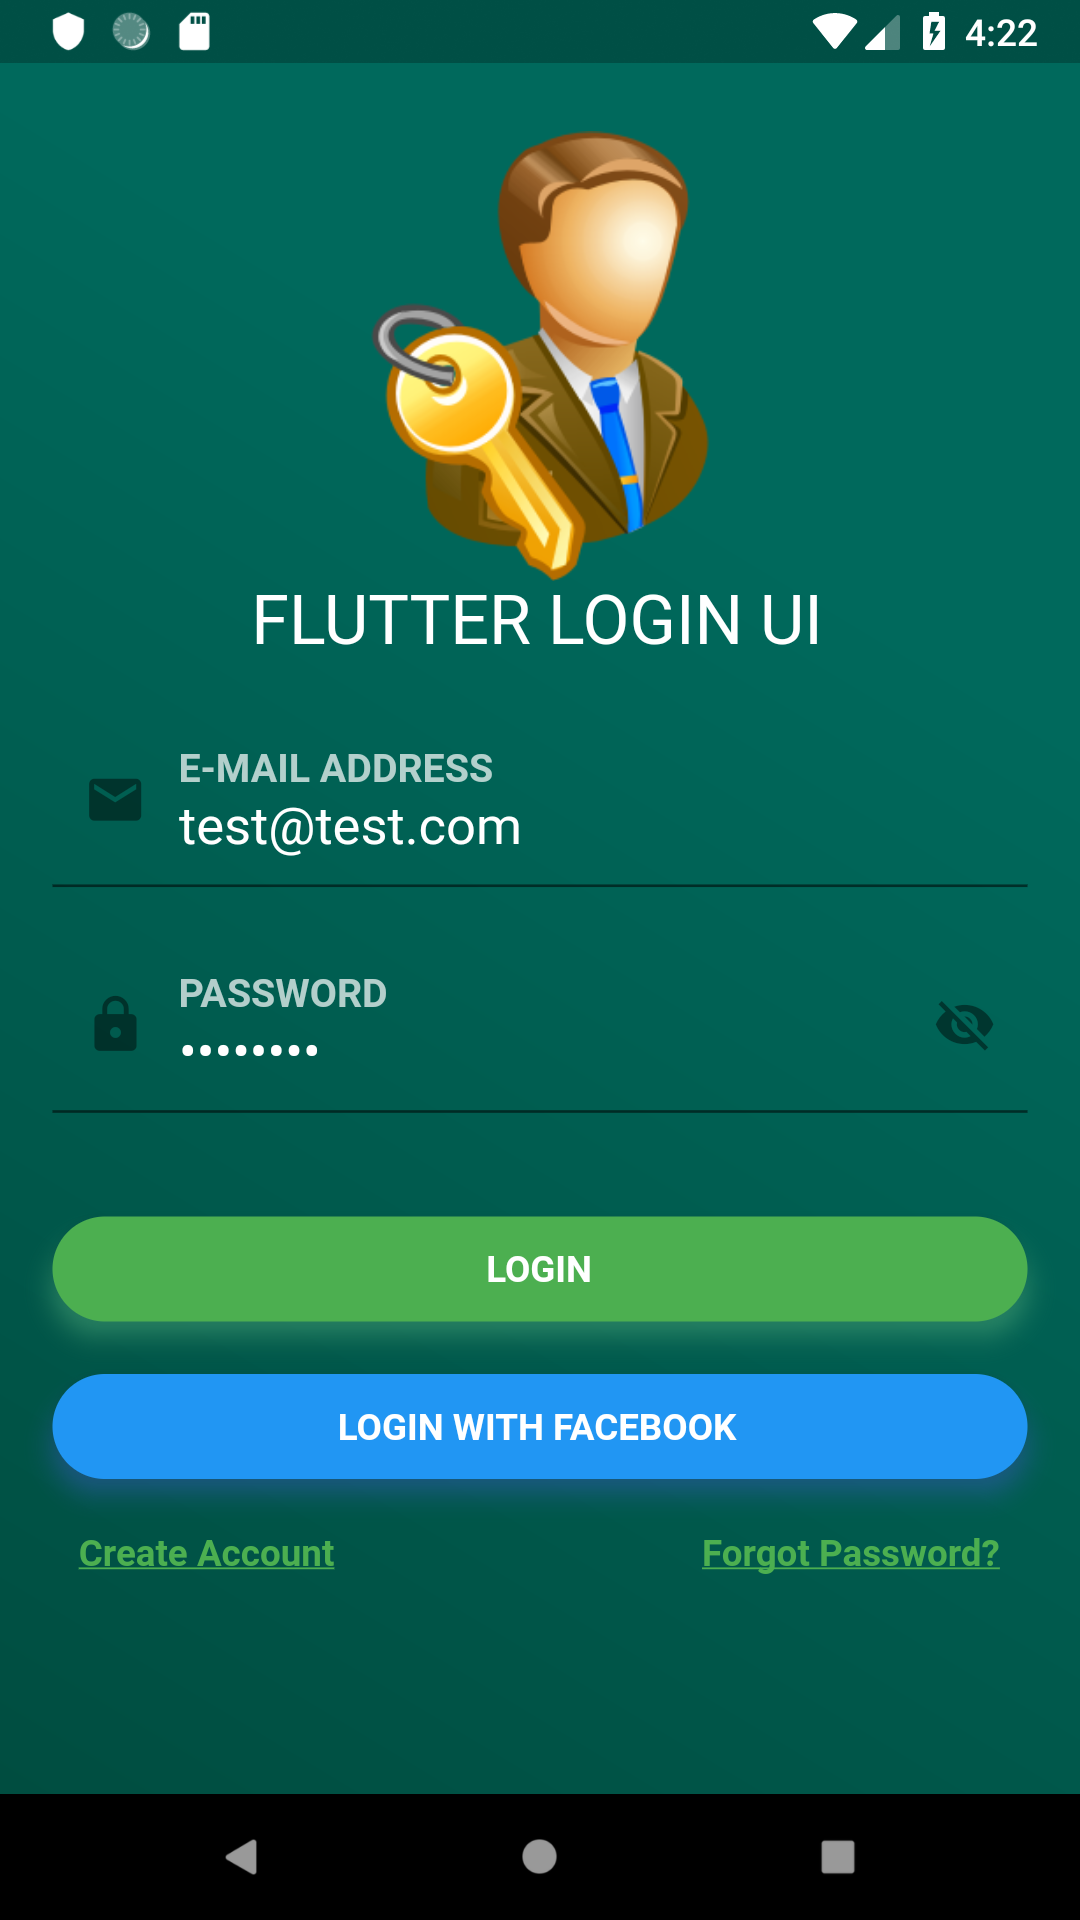 4:22
FLUTTER LOGIN UI
E-MAIL ADDRESS
test@test.com
PASSWORD
••••••••
LOGIN
LOGIN WITH FACEBOOK
Create Account Forgot Password?